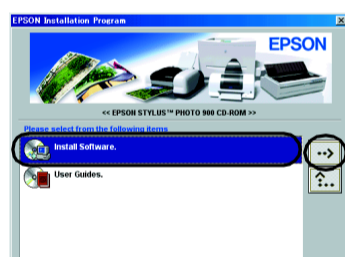 EPSON Installation Program
EPSON
<< EPSON STYLUS™ PHOTO 900 CD-ROM >>
Please select from the following items
Install Software.
User Guides.